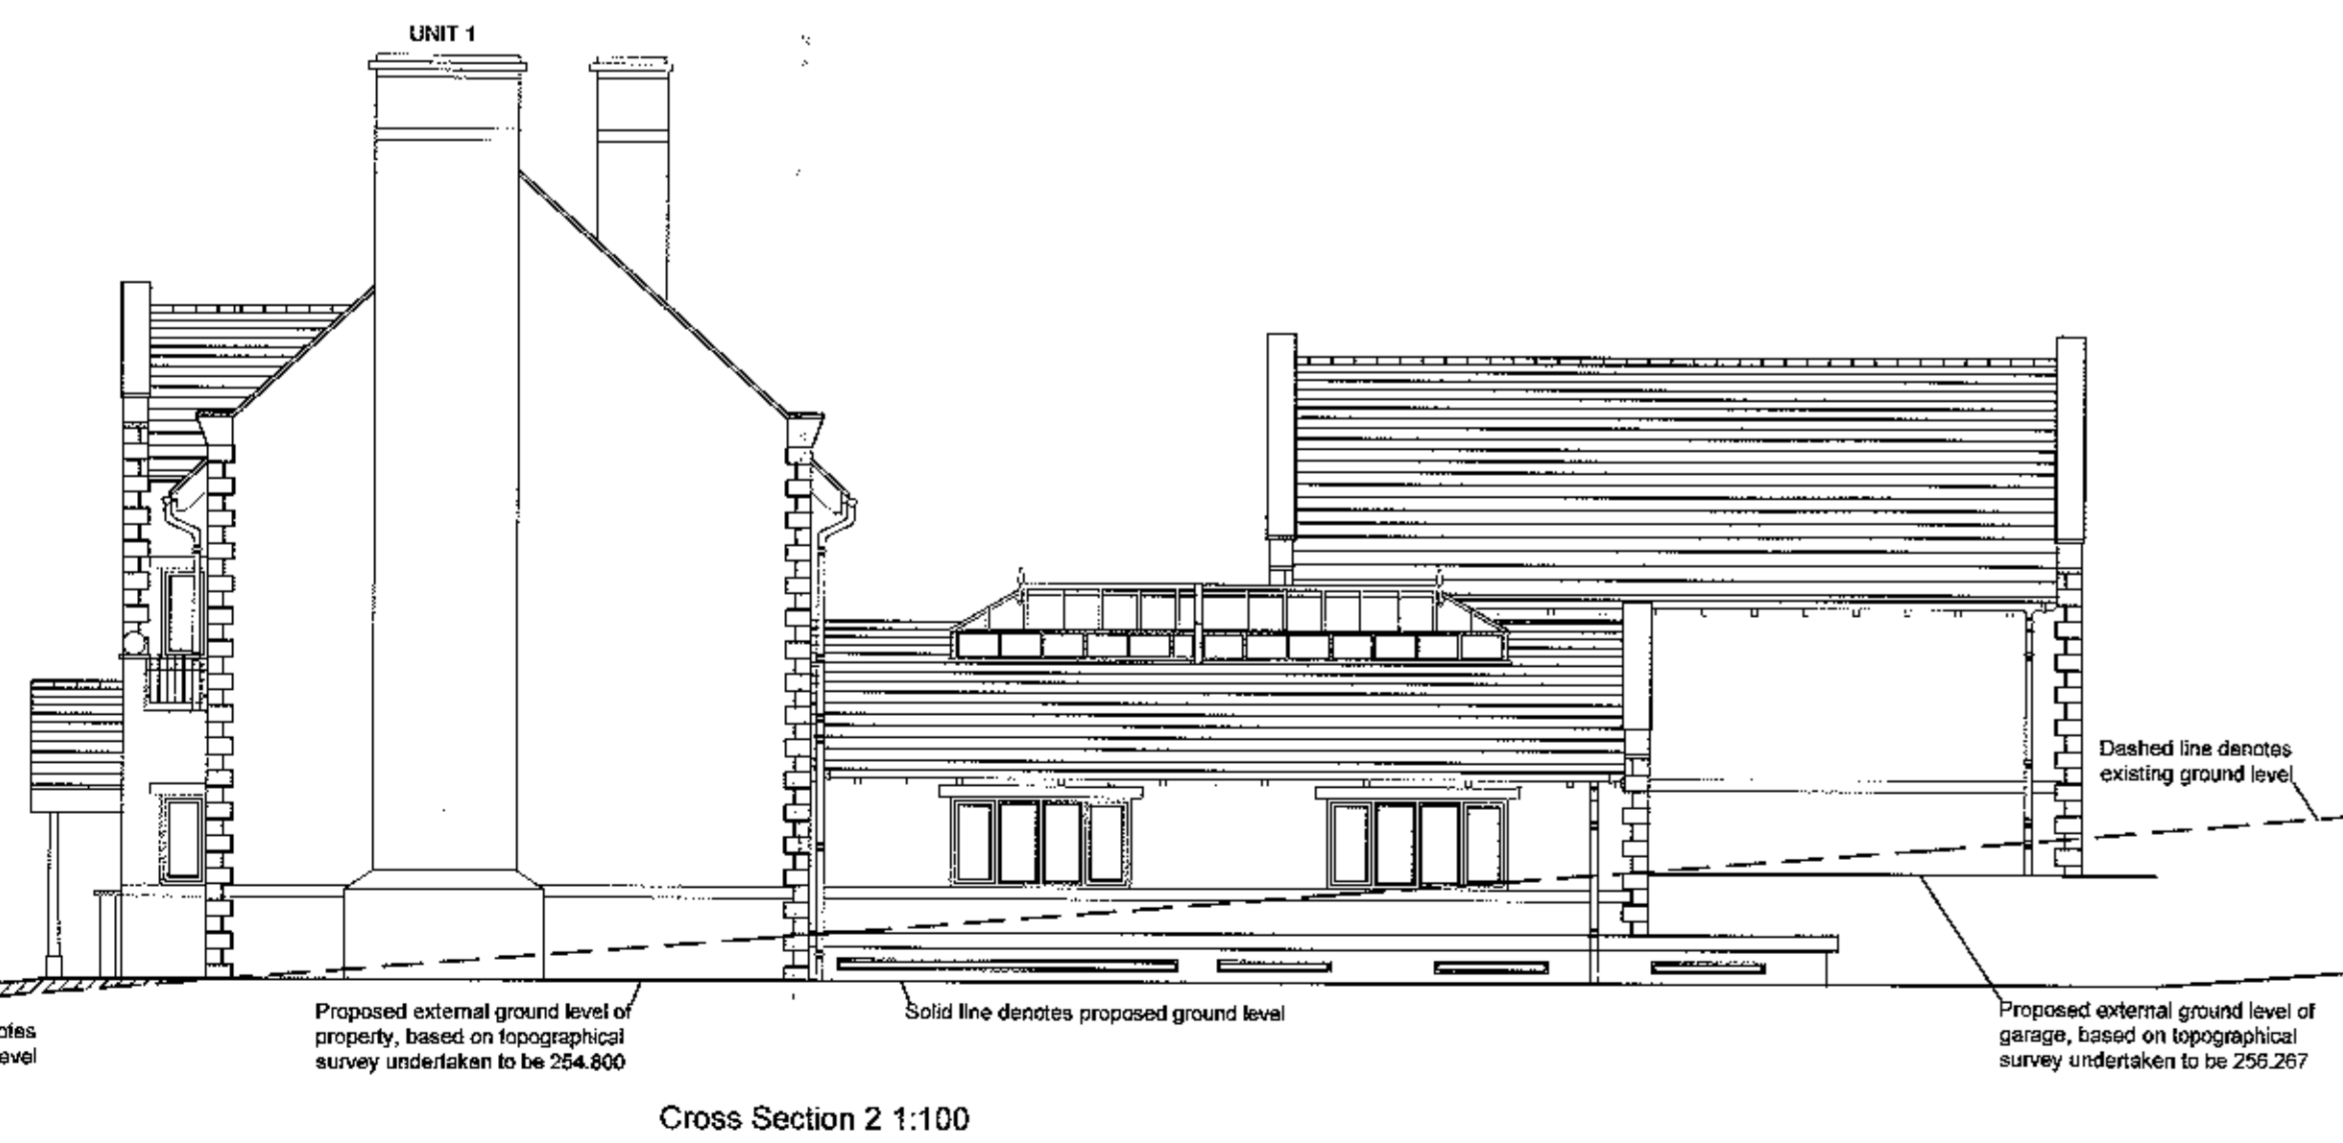 UNIT 1
Dashed line denotes
existing ground level
otes
evel
Proposed external ground level of
property, based on topographical
survey undertaken to be 254.800
Solid line denotes proposed ground level
Proposed external ground level of
garage, based on topographical
survey undertaken to be 256.267
Cross Section 2 1:100